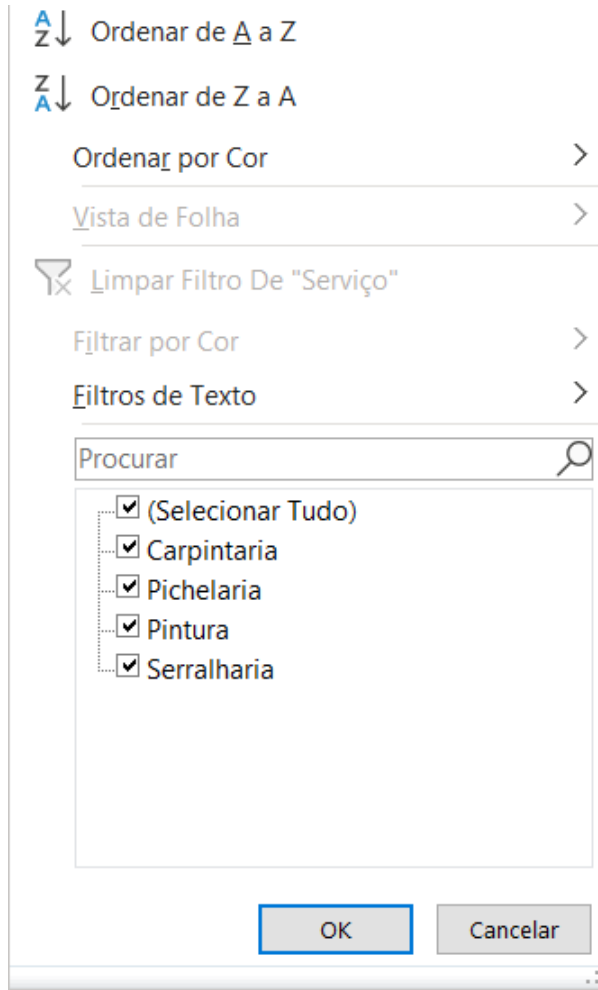 Ordenar de A a Z
Ordenar de Z a A
Ordenar por Cor
Vista de Folha
Limpar Filtro De "Serviço"
Filtrar por Cor
Filtros de Texto
Procurar
(Selecionar Tudo)
Carpintaria
Pichelaria
Pintura
Serralharia
OK Cancelar